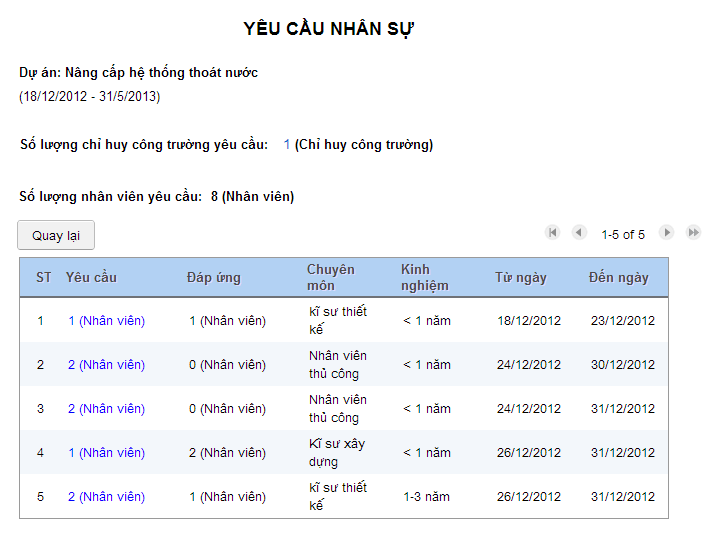 YÊU CẦU NHÂN SỰ
Dự án: Nâng cấp hệ thống thoát nước
(18/12/2012 - 31/5/2013)
Số lượng chỉ huy công trường yêu cầu: 1 (Chỉ huy công trường)
Số lượng nhân viên yêu cầu: 8 (Nhân viên)
Quay lại 1-5 of 5
ST Yêu cầu Đáp ứng Chuyên môn Kinh nghiệm Từ ngày Đến ngày
1 1 (Nhân viên) 1 (Nhân viên) kĩ sư thiết kế < 1 năm 18/12/2012 23/12/2012
2 2 (Nhân viên) 0 (Nhân viên) Nhân viên thủ công < 1 năm 24/12/2012 30/12/2012
3 2 (Nhân viên) 0 (Nhân viên) Nhân viên thủ công < 1 năm 24/12/2012 31/12/2012
4 1 (Nhân viên) 2 (Nhân viên) Kĩ sư xây dựng < 1 năm 26/12/2012 31/12/2012
5 2 (Nhân viên) 1 (Nhân viên) kĩ sư thiết kế 1-3 năm 26/12/2012 31/12/2012